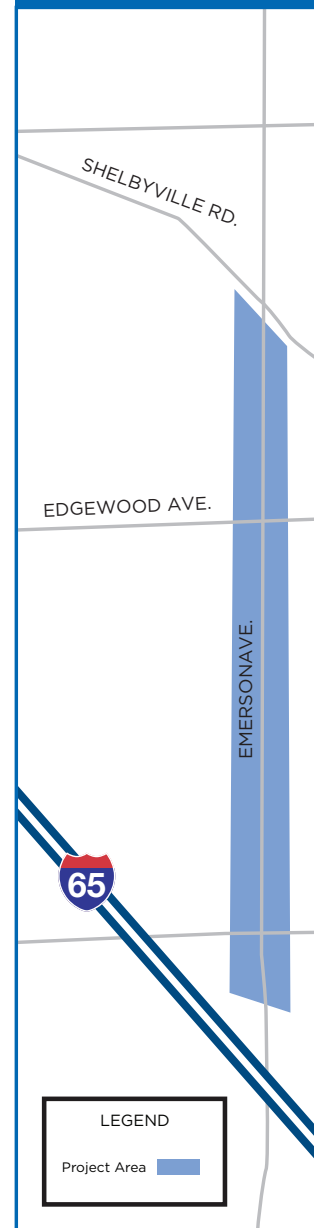 SHELBYVILLE RD.
EDGEWOOD AVE.
EMERSONAVE.
65
LEGEND
Project Area